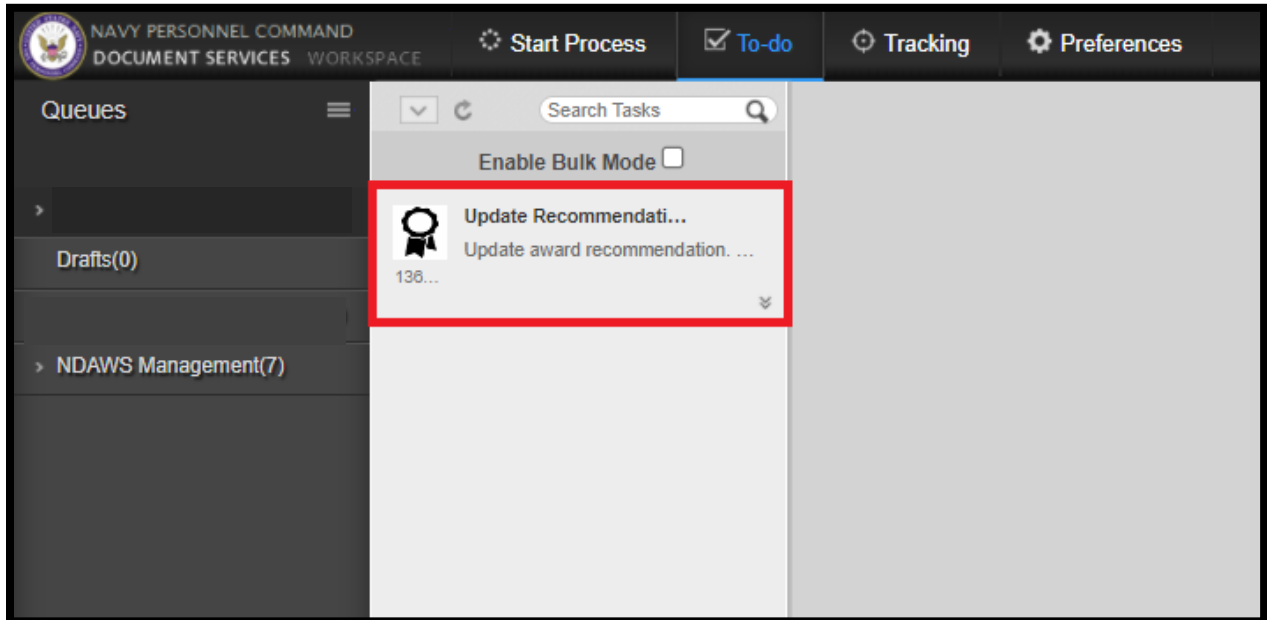 NAVY PERSONNEL COMMAND
DOCUMENT SERVICES WORKSPACE
Start Process
To-do
Tracking
Preferences
Queues
Search Tasks
Enable Bulk Mode
Update Recommendati...
Update award recommendation. ...
136...
Drafts(0)
NDAWS Management(7)